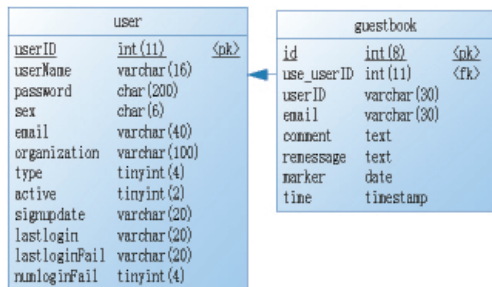 user
userID int(11) <pk>
userName varchar(16)
password char(200)
sex char(6)
email varchar(40)
organization varchar(100)
type tinyint(4)
active tinyint(2)
signupdate varchar(20)
lastlogin varchar(20)
lastloginFail varchar(20)
numloginFail tinyint(4)
guestbook
id int(8) <pk>
use_userID int(11) <fk>
userID varchar(30)
email varchar(30)
comment text
remessage text
marker date
time timestamp